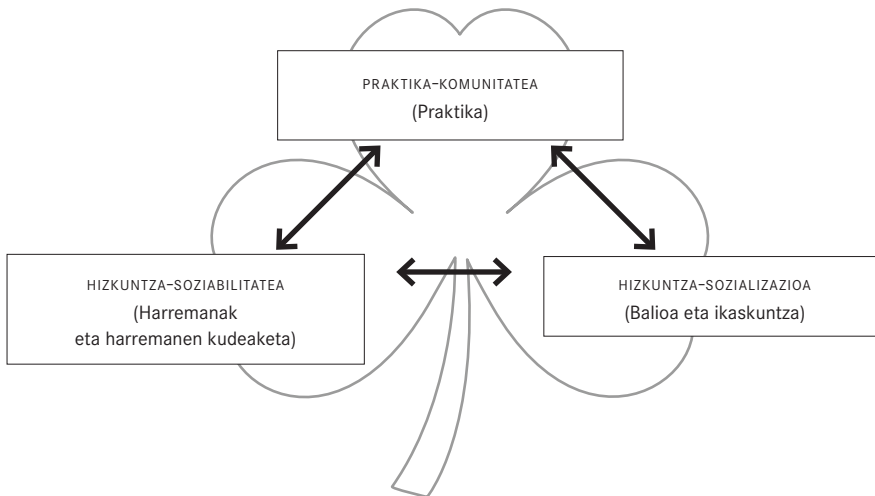 PRAKTIKA-KOMUNITATEA
(Praktika)
HIZKUNTZA-SOZIABILITATEA
(Harremanak
eta harremanen kudeaketa)
HIZKUNTZA-SOZIALIZAZIOA
(Balioa eta ikaskuntza)